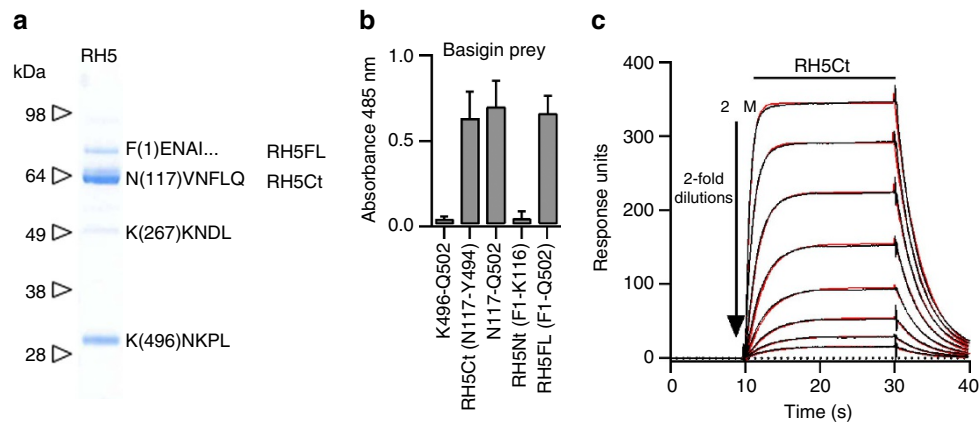 a
RH5
kDa
98
64
49
38
28
F(1)ENAI... RH5FL
N(117)VNFLQ RH5Ct
K(267)KNDL
K(496)NKPL
b
Basigin prey
Absorbance 485 nm
1.0
0.5
0.0
K496-Q502
RH5Ct (N117-Y494)
N117-Q502
RH5Nt (F1-K116)
RH5FL (F1-Q502)
c
RH5Ct
2 M
2-fold
dilutions
Response units
400
300
200
100
0
0 10 20 30 40
Time (s)